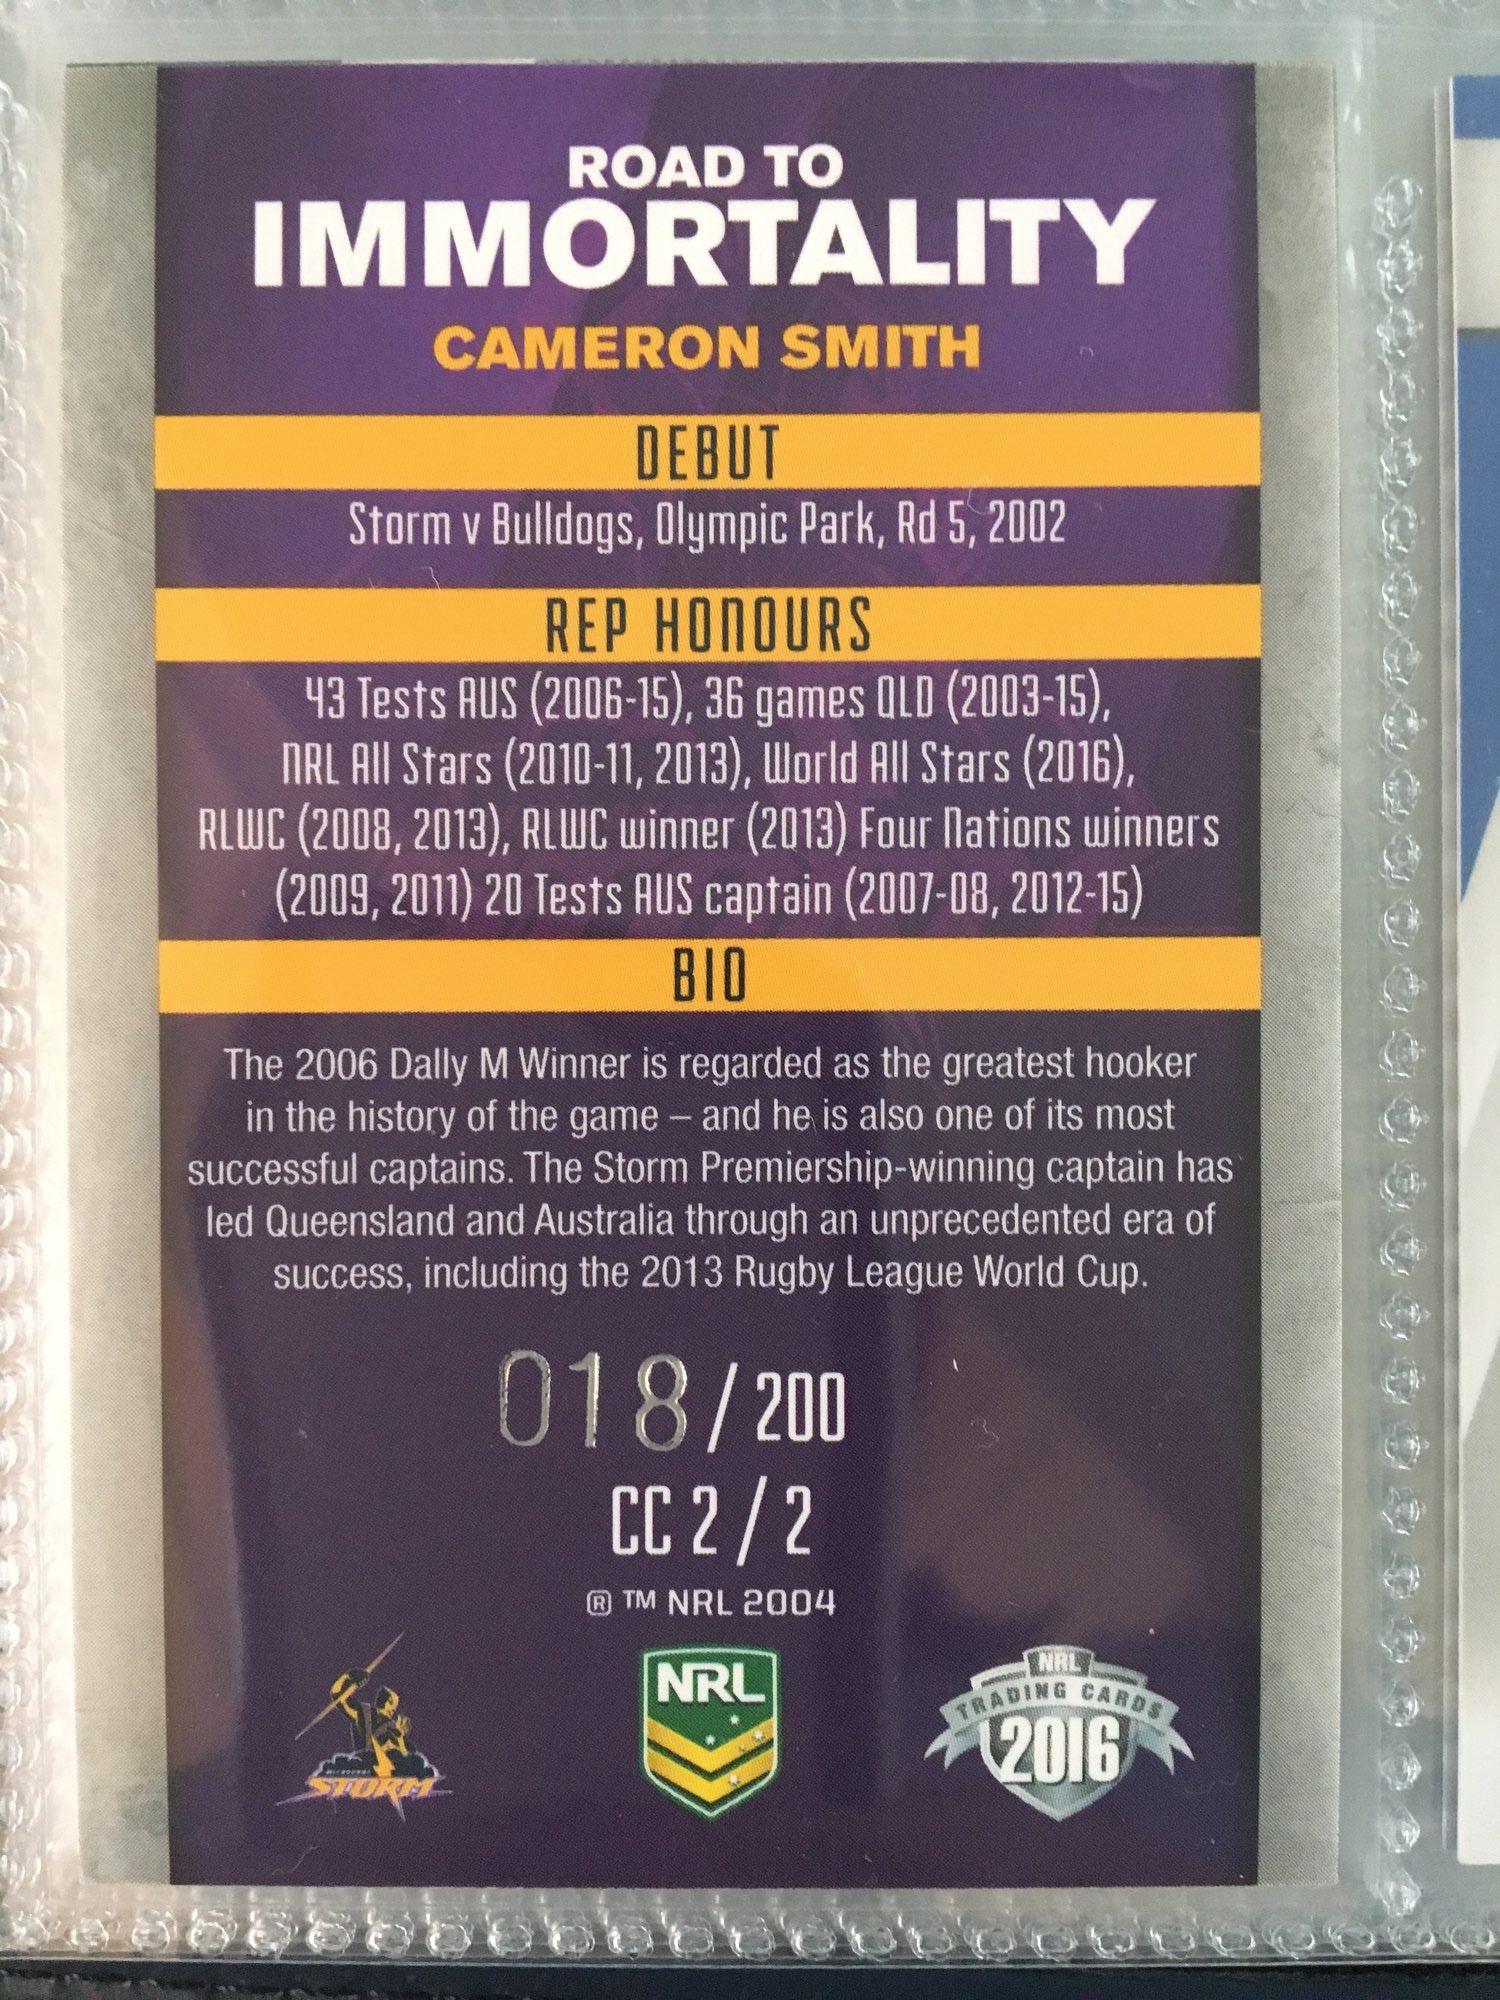 ROAD TO
IMMORTALITY
CAMERON SMITH
DEBUT
Storm v Bulldogs, Olympic Park, Rd 5, 2002
REP HONOURS
43 Tests AUS (2006-15), 36 games QLD (2003-15),
NRL All Stars (2010-11, 2013), World All Stars (2016),
RLWC (2008, 2013), RLWC winner (2013) Four Nations winners
(2009, 2011) 20 Tests AUS captain (2007-08, 2012-15)
BIO
The 2006 Dally M Winner is regarded as the greatest hooker
in the history of the game – and he is also one of its most
successful captains. The Storm Premiership-winning captain has
led Queensland and Australia through an unprecedented era of
success, including the 2013 Rugby League World Cup.
018 / 200
CC 2 / 2
® ™ NRL 2004
MELBOURNE
STORM
NRL
NRL
TRADING CARDS
2016